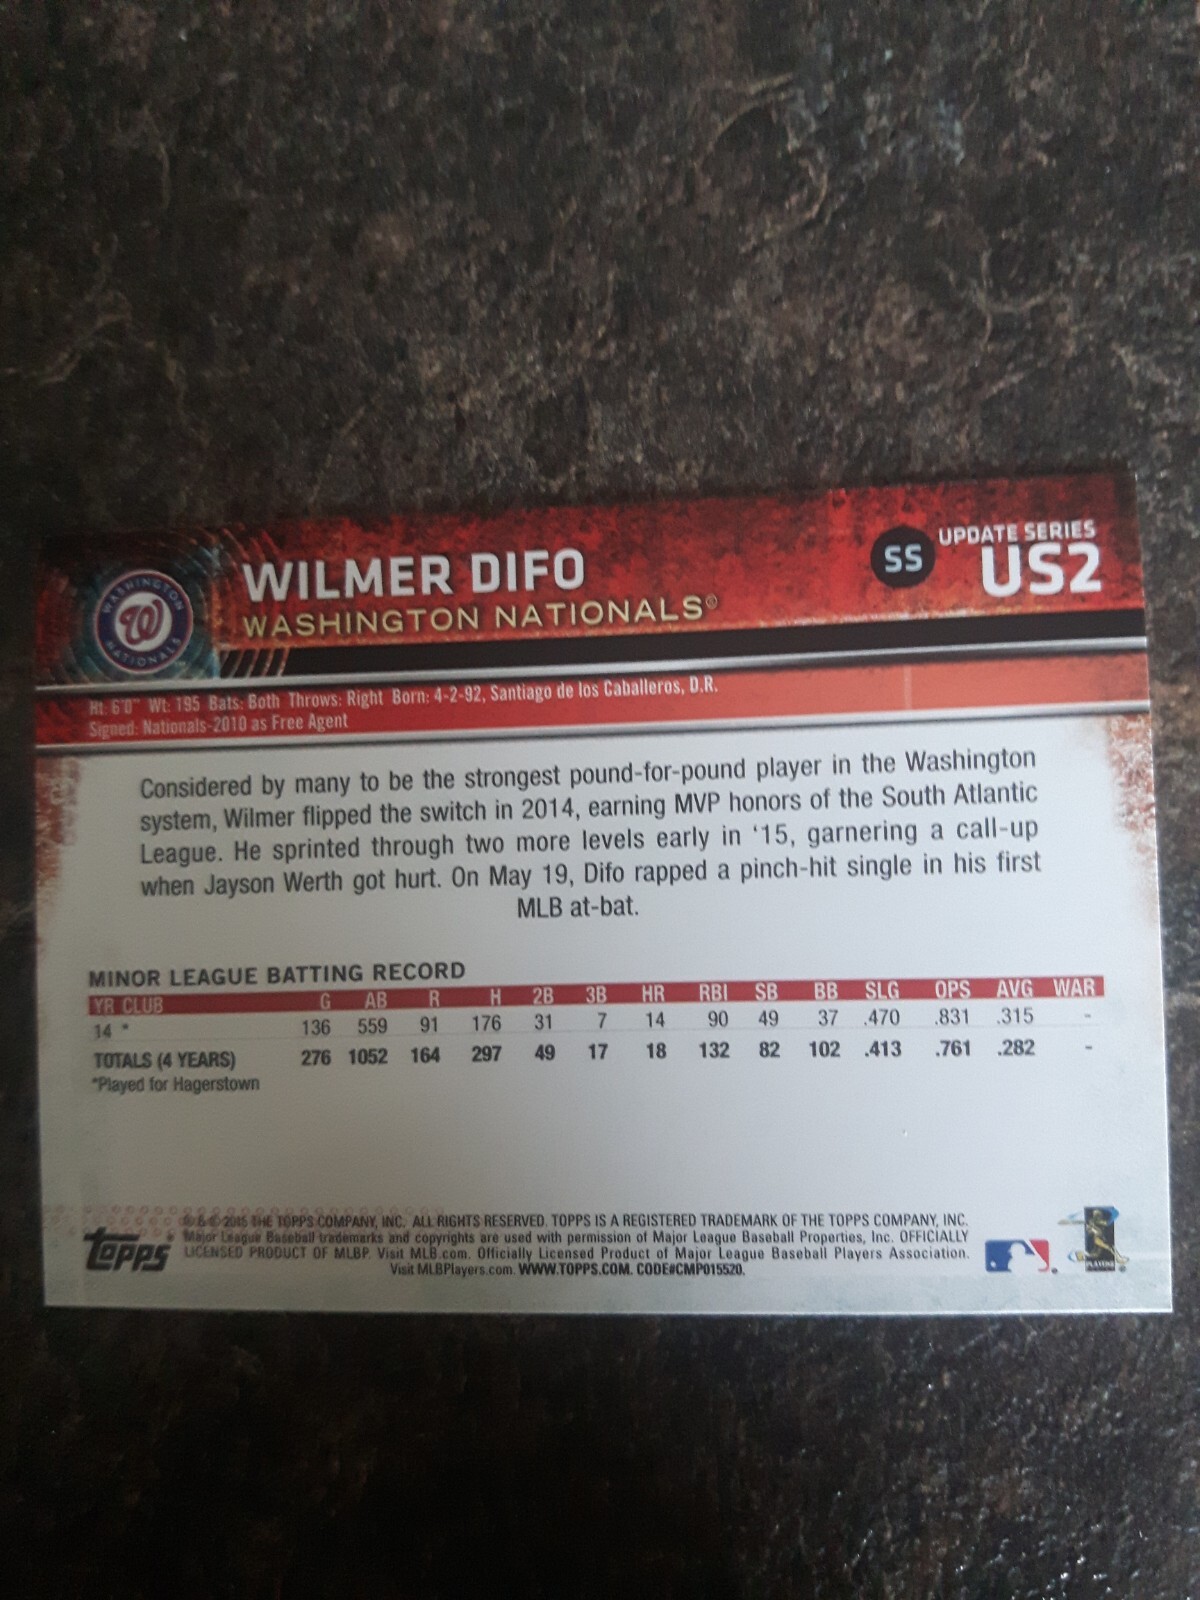 WASHINGTON NATIONALS
WILMER DIFO
WASHINGTON NATIONALS®
SS
UPDATE SERIES
US2
Ht: 6'0" Wt: 195 Bats: Both Throws: Right Born: 4-2-92, Santiago de los Caballeros, D.R.
Signed: Nationals-2010 as Free Agent
Considered by many to be the strongest pound-for-pound player in the Washington
system, Wilmer flipped the switch in 2014, earning MVP honors of the South Atlantic
League. He sprinted through two more levels early in ‘15, garnering a call-up
when Jayson Werth got hurt. On May 19, Difo rapped a pinch-hit single in his first
MLB at-bat.
MINOR LEAGUE BATTING RECORD
YR CLUB G AB R H 2B 3B HR RBI SB BB SLG OPS AVG WAR
14 * 136 559 91 176 31 7 14 90 49 37 .470 .831 .315 -
TOTALS (4 YEARS) 276 1052 164 297 49 17 18 132 82 102 .413 .761 .282 -
*Played for Hagerstown
® & © 2015 THE TOPPS COMPANY, INC. ALL RIGHTS RESERVED. TOPPS IS A REGISTERED TRADEMARK OF THE TOPPS COMPANY, INC.
Major League Baseball trademarks and copyrights are used with permission of Major League Baseball Properties, Inc. OFFICIALLY
LICENSED PRODUCT OF MLBP. Visit MLB.com. Officially Licensed Product of Major League Baseball Players Association.
Visit MLBPlayers.com. WWW.TOPPS.COM. CODE#CMP015520.
topps®
PLAYERS